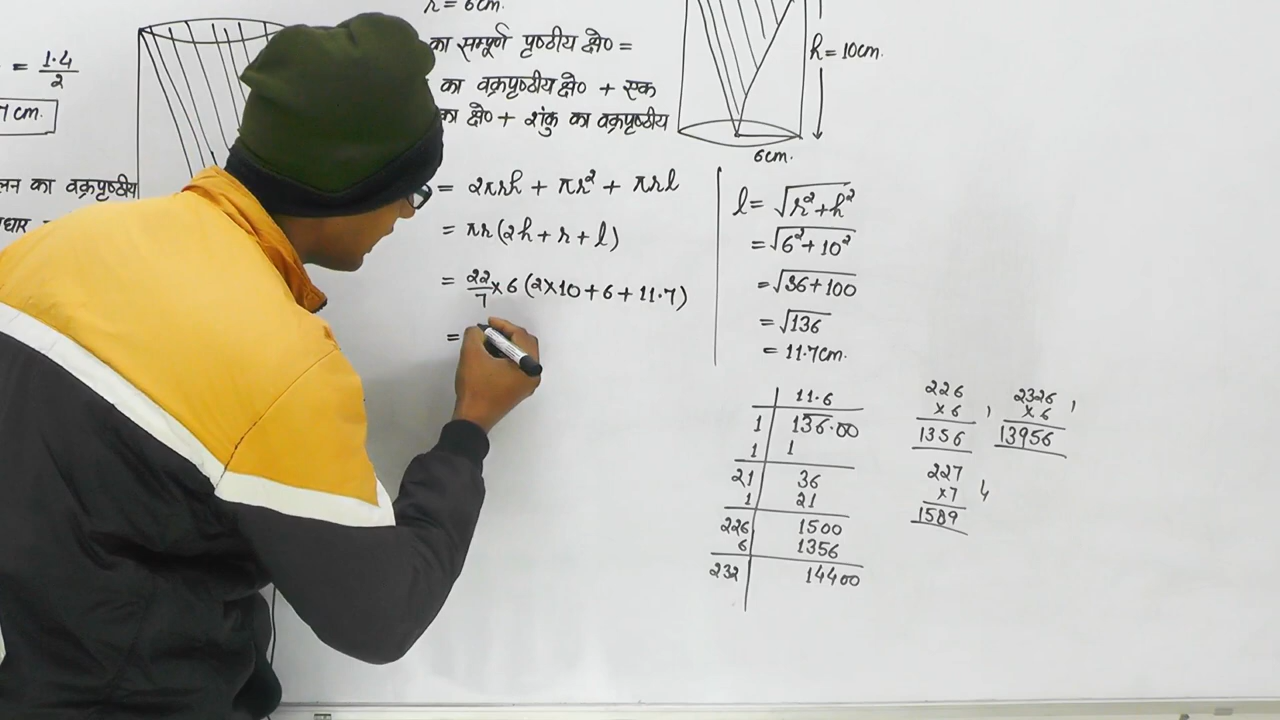 = 1.4/2
cm.
लन का वक्रपृष्ठीय
r = 6cm.
का सम्पूर्ण पृष्ठीय क्षे० =
का वक्रपृष्ठीय क्षे० + एक
का क्षे० + शंकु का वक्रपृष्ठीय
= 2πrh + πr² + πrl
= πr(2h + r + l)
= 22/7 × 6 (2×10 + 6 + 11.7)
=
h = 10cm.
6cm.
l = √r²+h²
= √6²+10²
= √36+100
= √136
= 11.7cm.
11.6
1 136.00
1 1
21 36
1 21
226 1500
6 1356
232 14400
226
×6 ,
1356
2326
×6 ,
13956
227
×7
1589